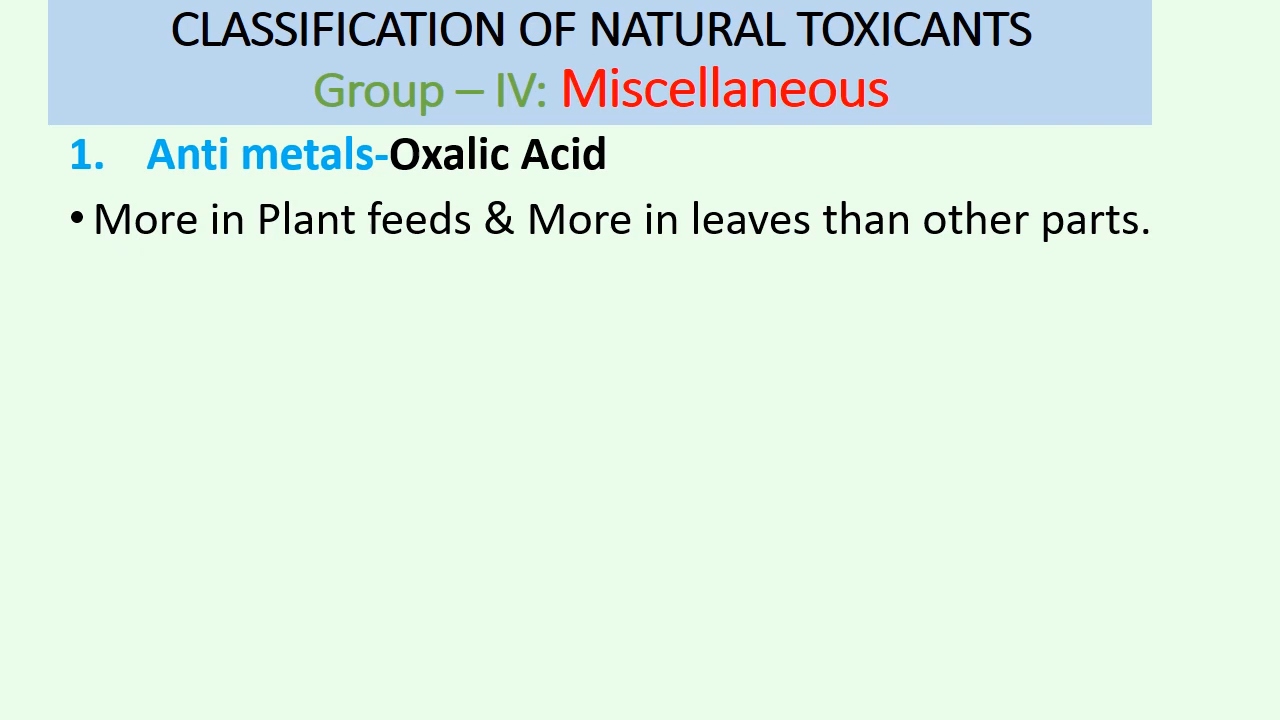 CLASSIFICATION OF NATURAL TOXICANTS
Group – IV: Miscellaneous
1. Anti metals-Oxalic Acid
• More in Plant feeds & More in leaves than other parts.